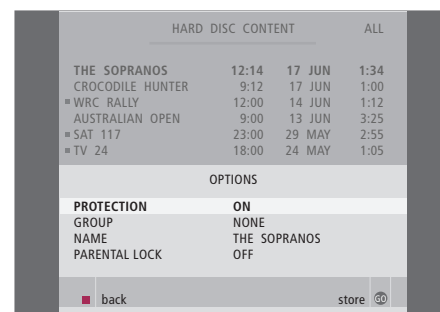 HARD DISC CONTENT ALL
THE SOPRANOS 12:14 17 JUN 1:34
CROCODILE HUNTER 9:12 17 JUN 1:00
WRC RALLY 12:00 14 JUN 1:12
AUSTRALIAN OPEN 9:00 13 JUN 3:25
SAT 117 23:00 29 MAY 2:55
TV 24 18:00 24 MAY 1:05
OPTIONS
PROTECTION ON
GROUP NONE
NAME THE SOPRANOS
PARENTAL LOCK OFF
back store GO